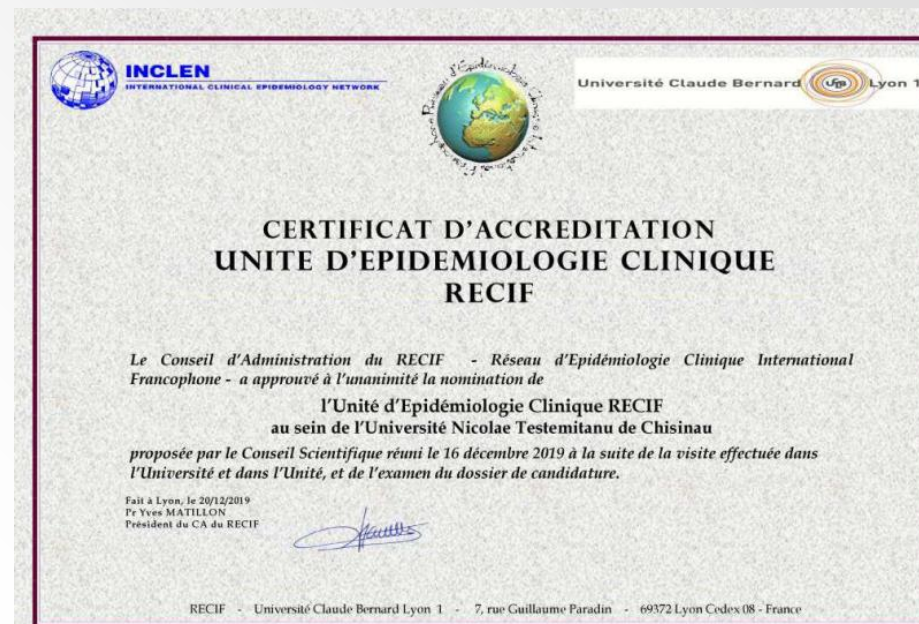 INCLEN
INTERNATIONAL CLINICAL EPIDEMIOLOGY NETWORK
Université Claude Bernard Lyon 1
CERTIFICAT D'ACCREDITATION
UNITE D'EPIDEMIOLOGIE CLINIQUE
RECIF
Le Conseil d'Administration du RECIF - Réseau d'Epidémiologie Clinique International
Francophone - a approuvé à l'unanimité la nomination de
l'Unité d'Epidémiologie Clinique RECIF
au sein de l'Université Nicolae Testemitanu de Chisinau
proposée par le Conseil Scientifique réuni le 16 décembre 2019 à la suite de la visite effectuée dans
l'Université et dans l'Unité, et de l'examen du dossier de candidature.
Fait à Lyon, le 20/12/2019
Pr Yves MATILLON
Président du CA du RECIF
RECIF - Université Claude Bernard Lyon 1 - 7, rue Guillaume Paradin - 69372 Lyon Cedex 08 - France